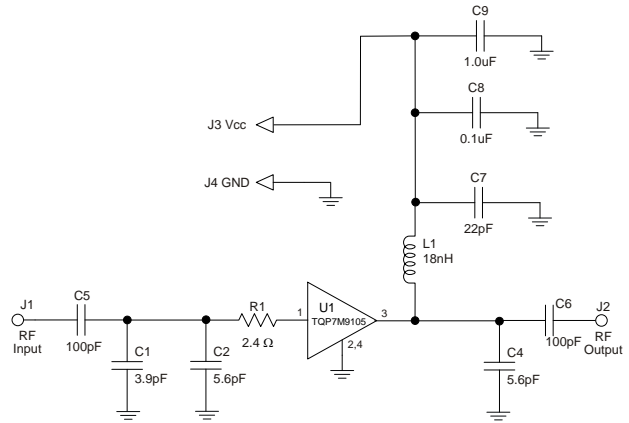 C9
1.0uF
J3 Vcc
C8
0.1uF
J4 GND
C7
22pF
L1
18nH
J1
RF
Input
C5
100pF
C1
3.9pF
C2
5.6pF
R1
2.4 Ω
1
U1
TQP7M9105
2,4
3
C4
5.6pF
C6
100pF
J2
RF
Output